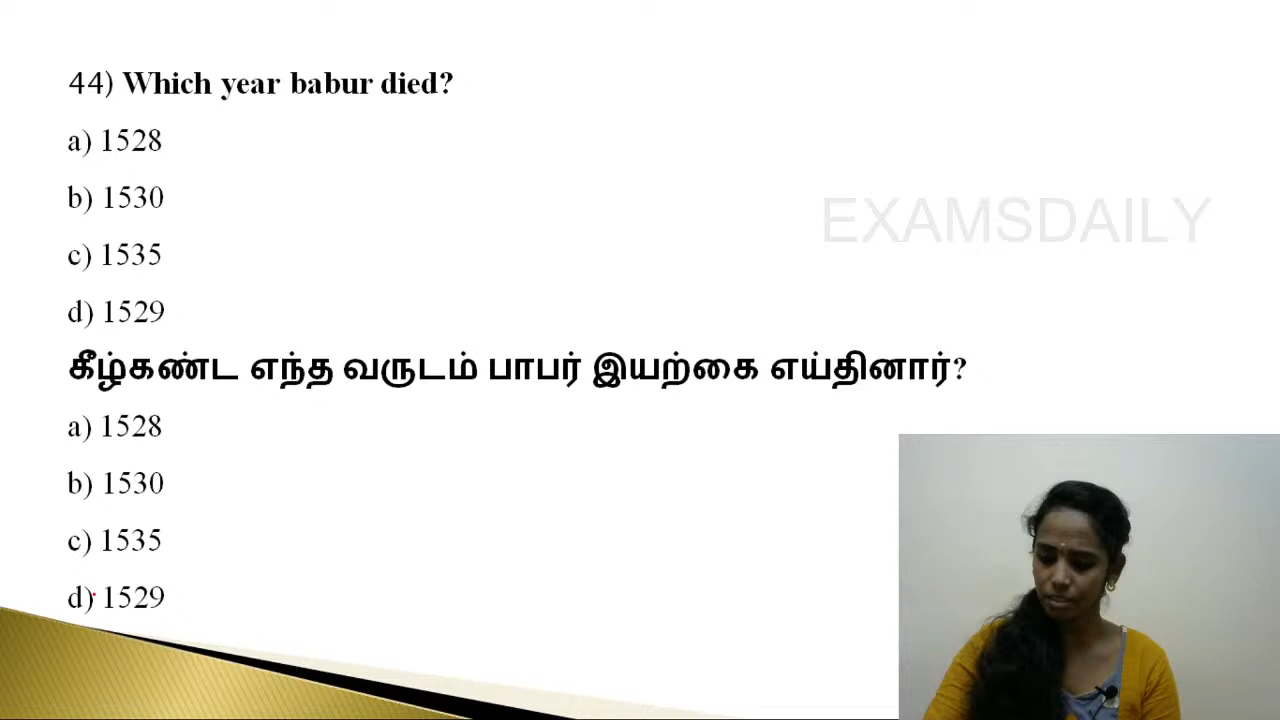 44) Which year babur died?
a) 1528
b) 1530
EXAMSDAILY
c) 1535
d) 1529
கீழ்கண்ட எந்த வருடம் பாபர் இயற்கை எய்தினார்?
a) 1528
b) 1530
c) 1535
d) 1529